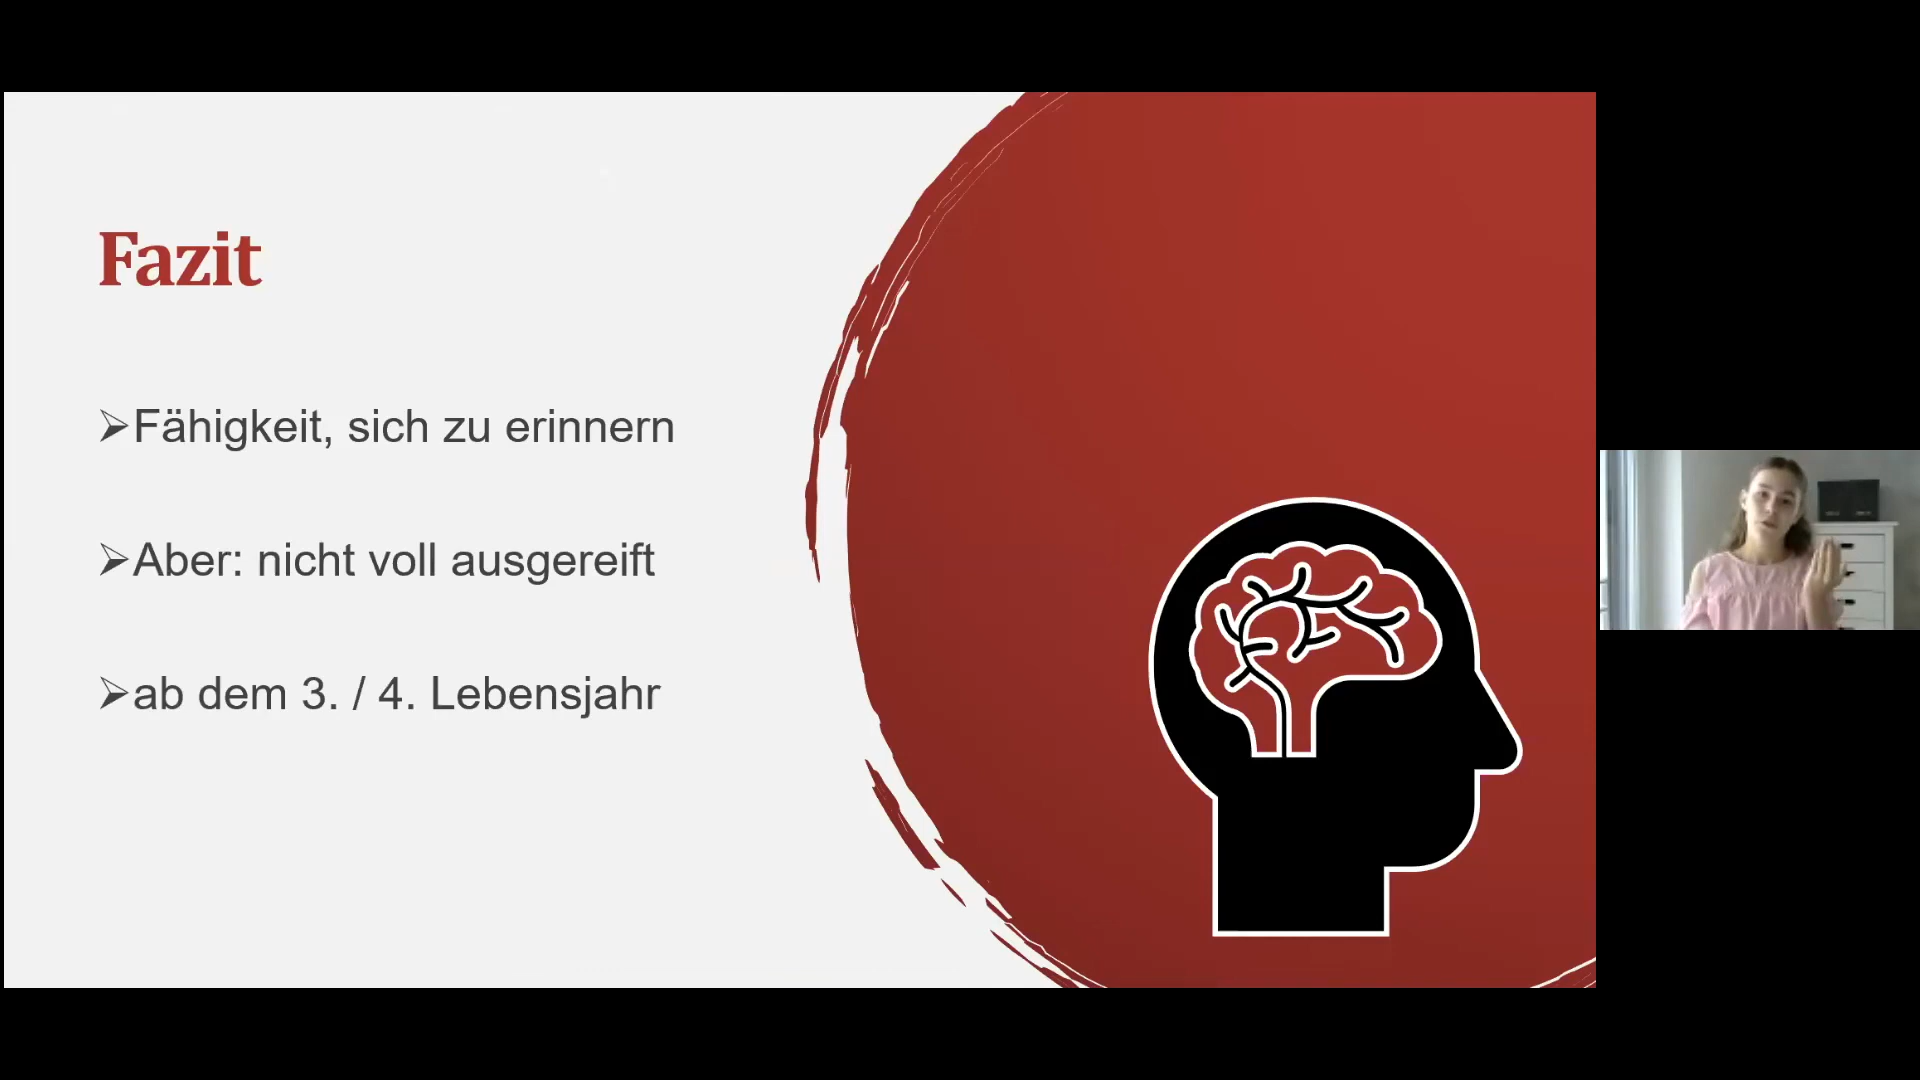 Fazit
➢Fähigkeit, sich zu erinnern
➢Aber: nicht voll ausgereift
➢ab dem 3. / 4. Lebensjahr